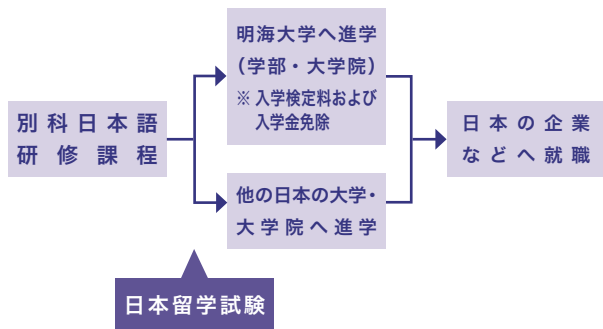 別科日本語
研修課程
明海大学へ進学
（学部・大学院）
※ 入学検定料および
入学金免除
他の日本の大学・
大学院へ進学
日本の企業
などへ就職
日本留学試験